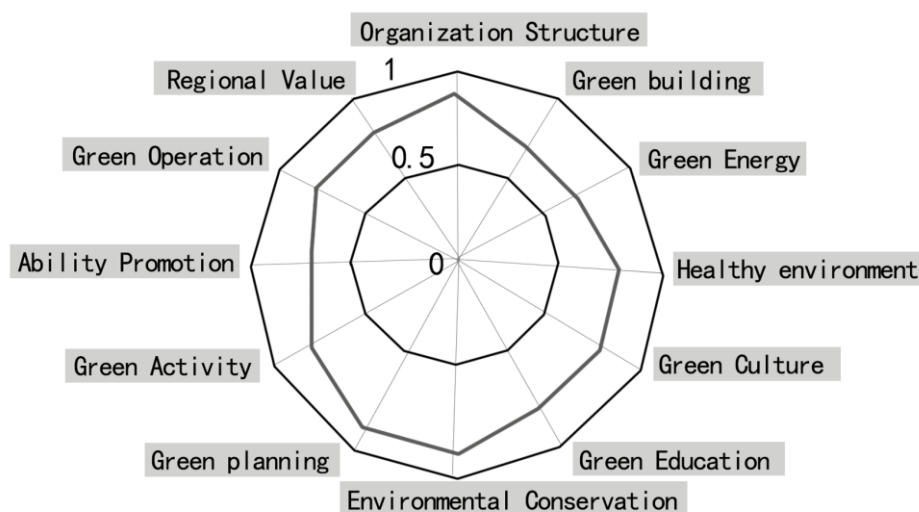 Organization Structure
Regional Value
1
Green building
Green Operation
0.5
Green Energy
Ability Promotion
0
Healthy environment
Green Activity
Green Culture
Green planning
Green Education
Environmental Conservation